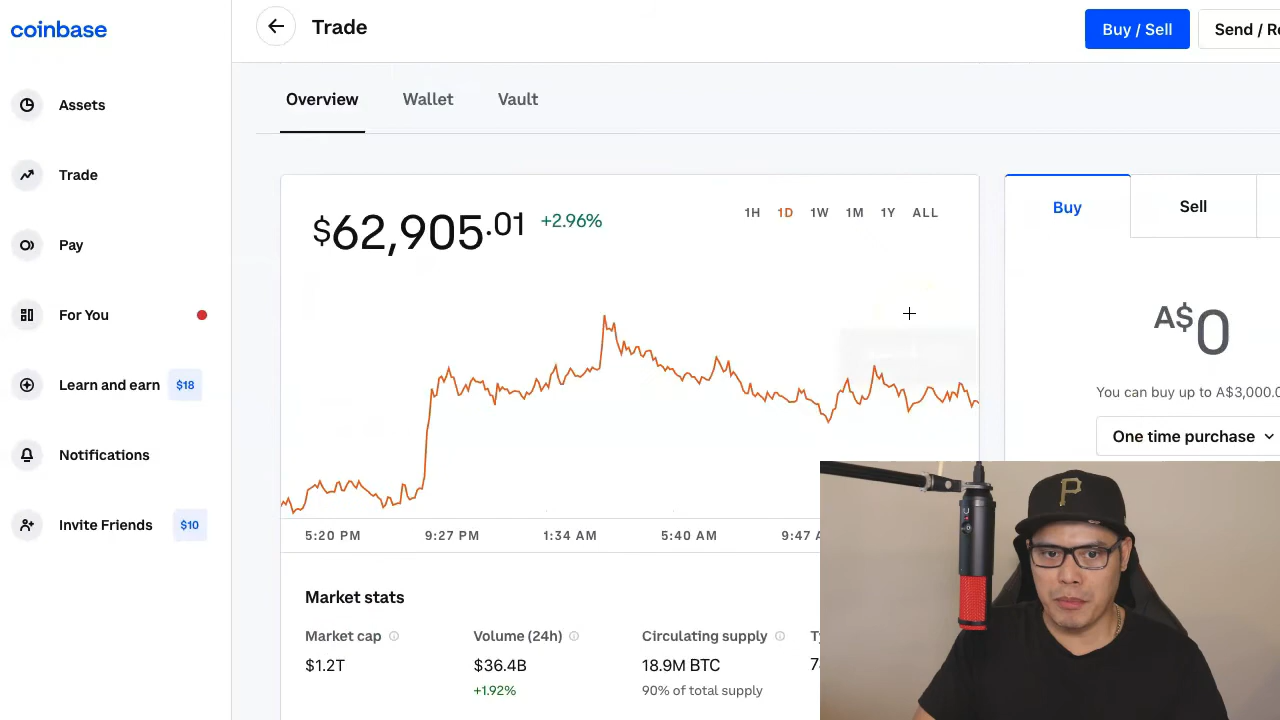 coinbase
Trade
Buy / Sell
Send / Re
Assets
Trade
Pay
For You
Learn and earn $18
Notifications
Invite Friends $10
Overview Wallet Vault
$62,905.01 +2.96%
1H 1D 1W 1M 1Y ALL
5:20 PM 9:27 PM 1:34 AM 5:40 AM 9:47 A
Market stats
Market cap Volume (24h) Circulating supply
$1.2T $36.4B 18.9M BTC
+1.92% 90% of total supply
Buy Sell
A$0
You can buy up to A$3,000.0
One time purchase
P